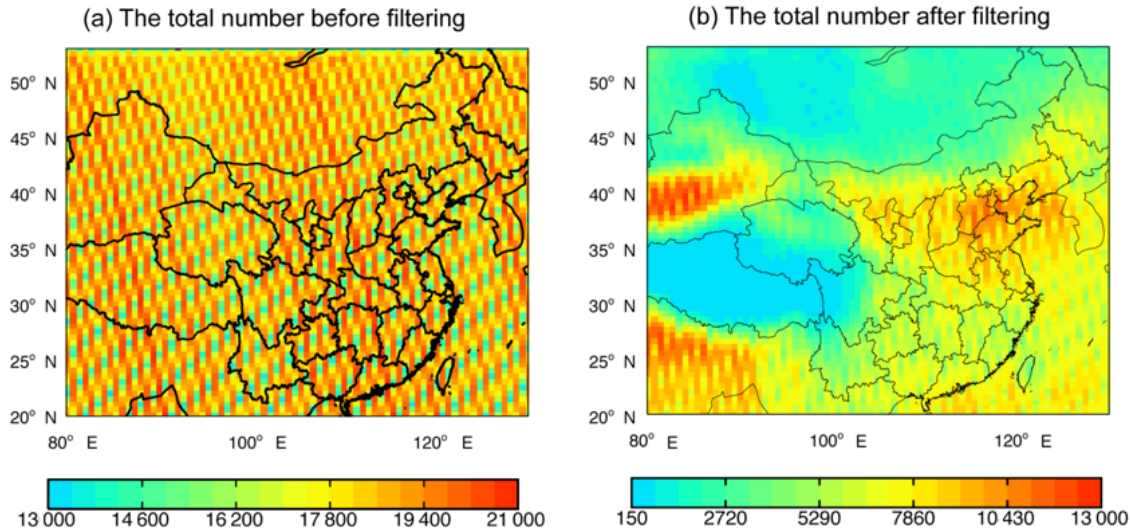 (a) The total number before filtering
50° N
45° N
40° N
35° N
30° N
25° N
20° N
80° E
100° E
120° E
13 000 14 600 16 200 17 800 19 400 21 000
(b) The total number after filtering
50° N
45° N
40° N
35° N
30° N
25° N
20° N
80° E
100° E
120° E
150 2720 5290 7860 10 430 13 000